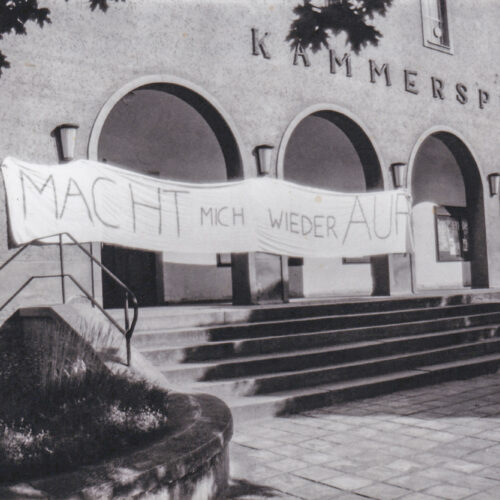 KAMMERSP
MACHT MICH WIEDER AUF